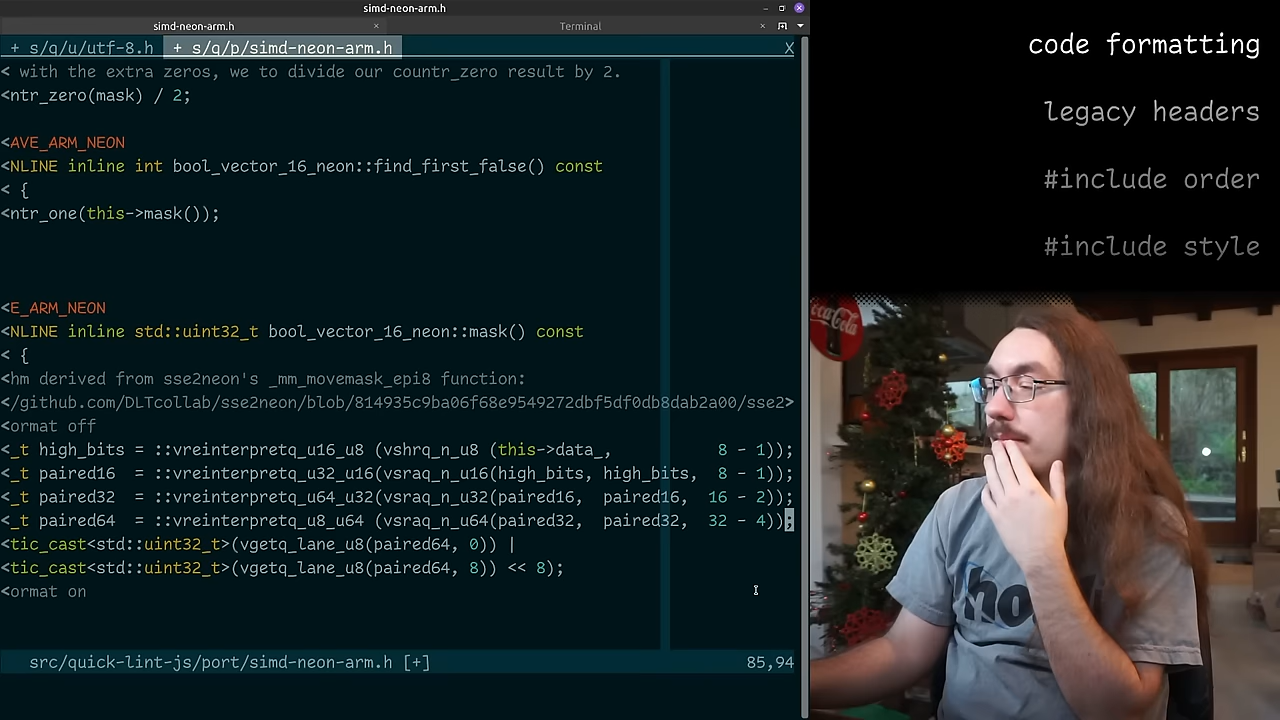 simd-neon-arm.h
simd-neon-arm.h × Terminal ×
+ s/q/u/utf-8.h + s/q/p/simd-neon-arm.h X
< with the extra zeros, we to divide our countr_zero result by 2.
<ntr_zero(mask) / 2;
<AVE_ARM_NEON
<NLINE inline int bool_vector_16_neon::find_first_false() const
< {
<ntr_one(this->mask());
<E_ARM_NEON
<NLINE inline std::uint32_t bool_vector_16_neon::mask() const
< {
<hm derived from sse2neon's _mm_movemask_epi8 function:
</github.com/DLTcollab/sse2neon/blob/814935c9ba06f68e9549272dbf5df0db8dab2a00/sse2>
<ormat off
<_t high_bits = ::vreinterpretq_u16_u8 (vshrq_n_u8 (this->data_, 8 - 1));
<_t paired16 = ::vreinterpretq_u32_u16(vsraq_n_u16(high_bits, high_bits, 8 - 1));
<_t paired32 = ::vreinterpretq_u64_u32(vsraq_n_u32(paired16, paired16, 16 - 2));
<_t paired64 = ::vreinterpretq_u8_u64 (vsraq_n_u64(paired32, paired32, 32 - 4));
<tic_cast<std::uint32_t>(vgetq_lane_u8(paired64, 0)) |
<tic_cast<std::uint32_t>(vgetq_lane_u8(paired64, 8)) << 8);
<ormat on
src/quick-lint-js/port/simd-neon-arm.h [+] 85,94
code formatting
legacy headers
#include order
#include style
Coca-Cola